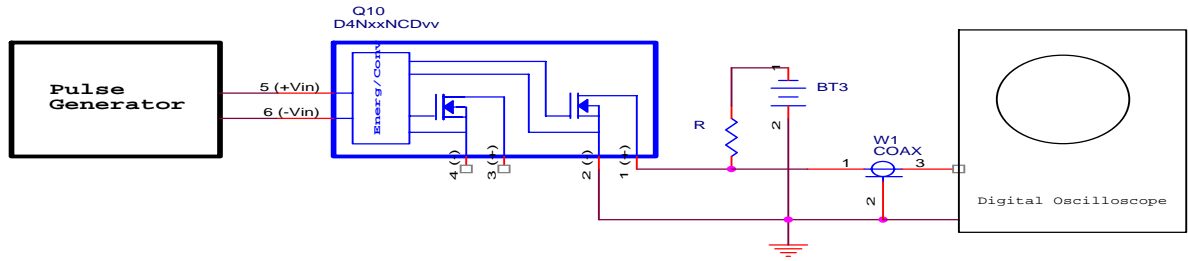 Q10
D4NxxNCDvv
Pulse
Generator
5 (+Vin)
6 (-Vin)
Energ/Conv
4 (-)
3 (+)
2 (-)
1 (+)
R
1
BT3
2
W1
COAX
1
3
2
Digital Oscilloscope